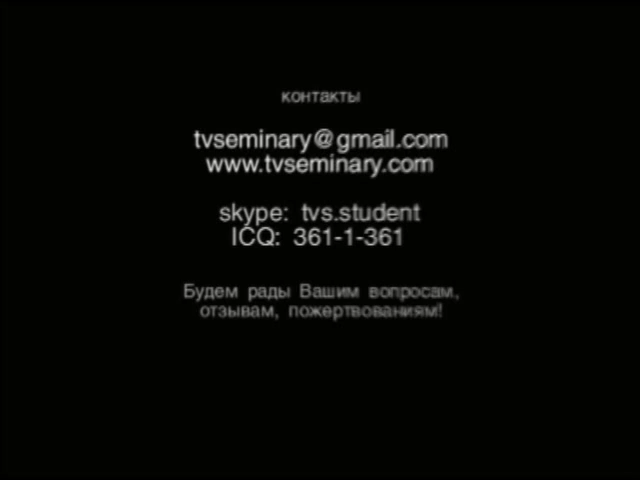 контакты
tvseminary@gmail.com
www.tvseminary.com
skype: tvs.student
ICQ: 361-1-361
Будем рады Вашим вопросам,
отзывам, пожертвованиям!